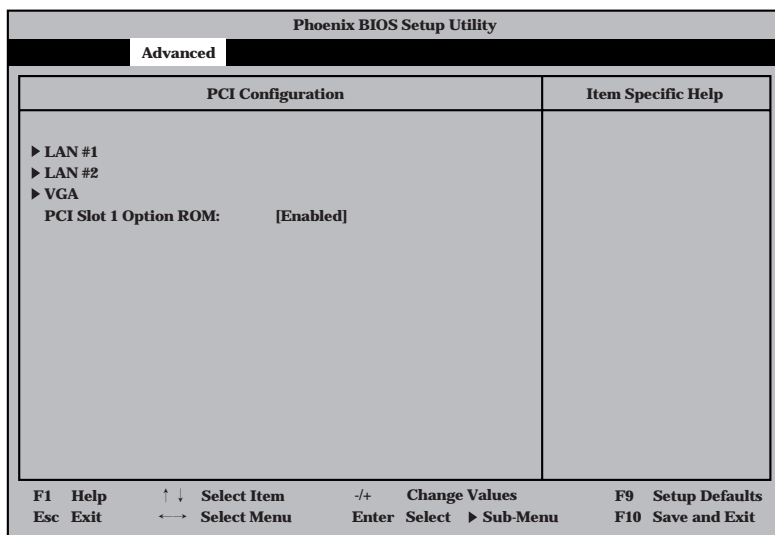 Phoenix BIOS Setup Utility
Advanced
PCI Configuration
Item Specific Help
▶ LAN #1
▶ LAN #2
▶ VGA
PCI Slot 1 Option ROM: [Enabled]
F1 Help ↑ ↓ Select Item -/+ Change Values F9 Setup Defaults
Esc Exit ←→ Select Menu Enter Select ▶ Sub-Menu F10 Save and Exit